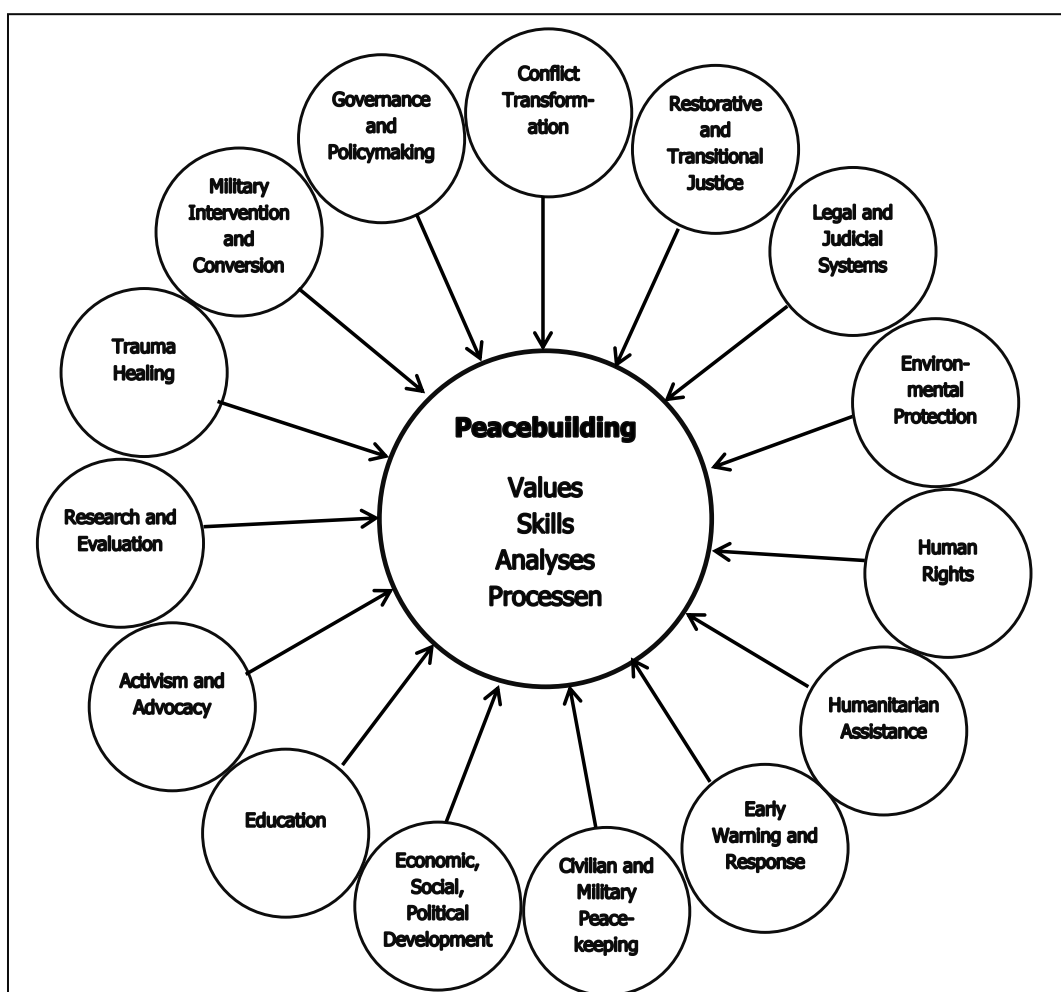 Conflict
Transform-
ation
Restorative
and
Transitional
Justice
Legal and
Judicial
Systems
Environ-
mental
Protection
Human
Rights
Humanitarian
Assistance
Early
Warning and
Response
Civilian and
Military
Peace-
keeping
Economic,
Social,
Political
Development
Education
Activism and
Advocacy
Research and
Evaluation
Trauma
Healing
Military
Intervention
and
Conversion
Governance
and
Policymaking
Peacebuilding
Values
Skills
Analyses
Processen